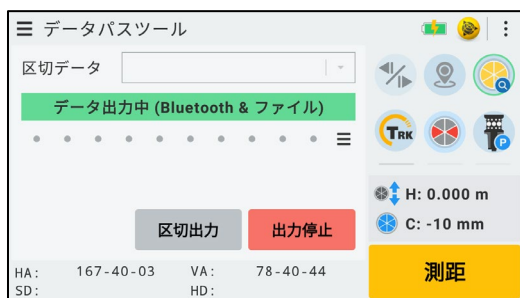 データパスツール
区切データ
データ出力中 (Bluetooth & ファイル)
区切出力 出力停止
HA: 167-40-03 VA: 78-40-44
SD: HD:
TRK
P
H: 0.000 m
C: -10 mm
測距